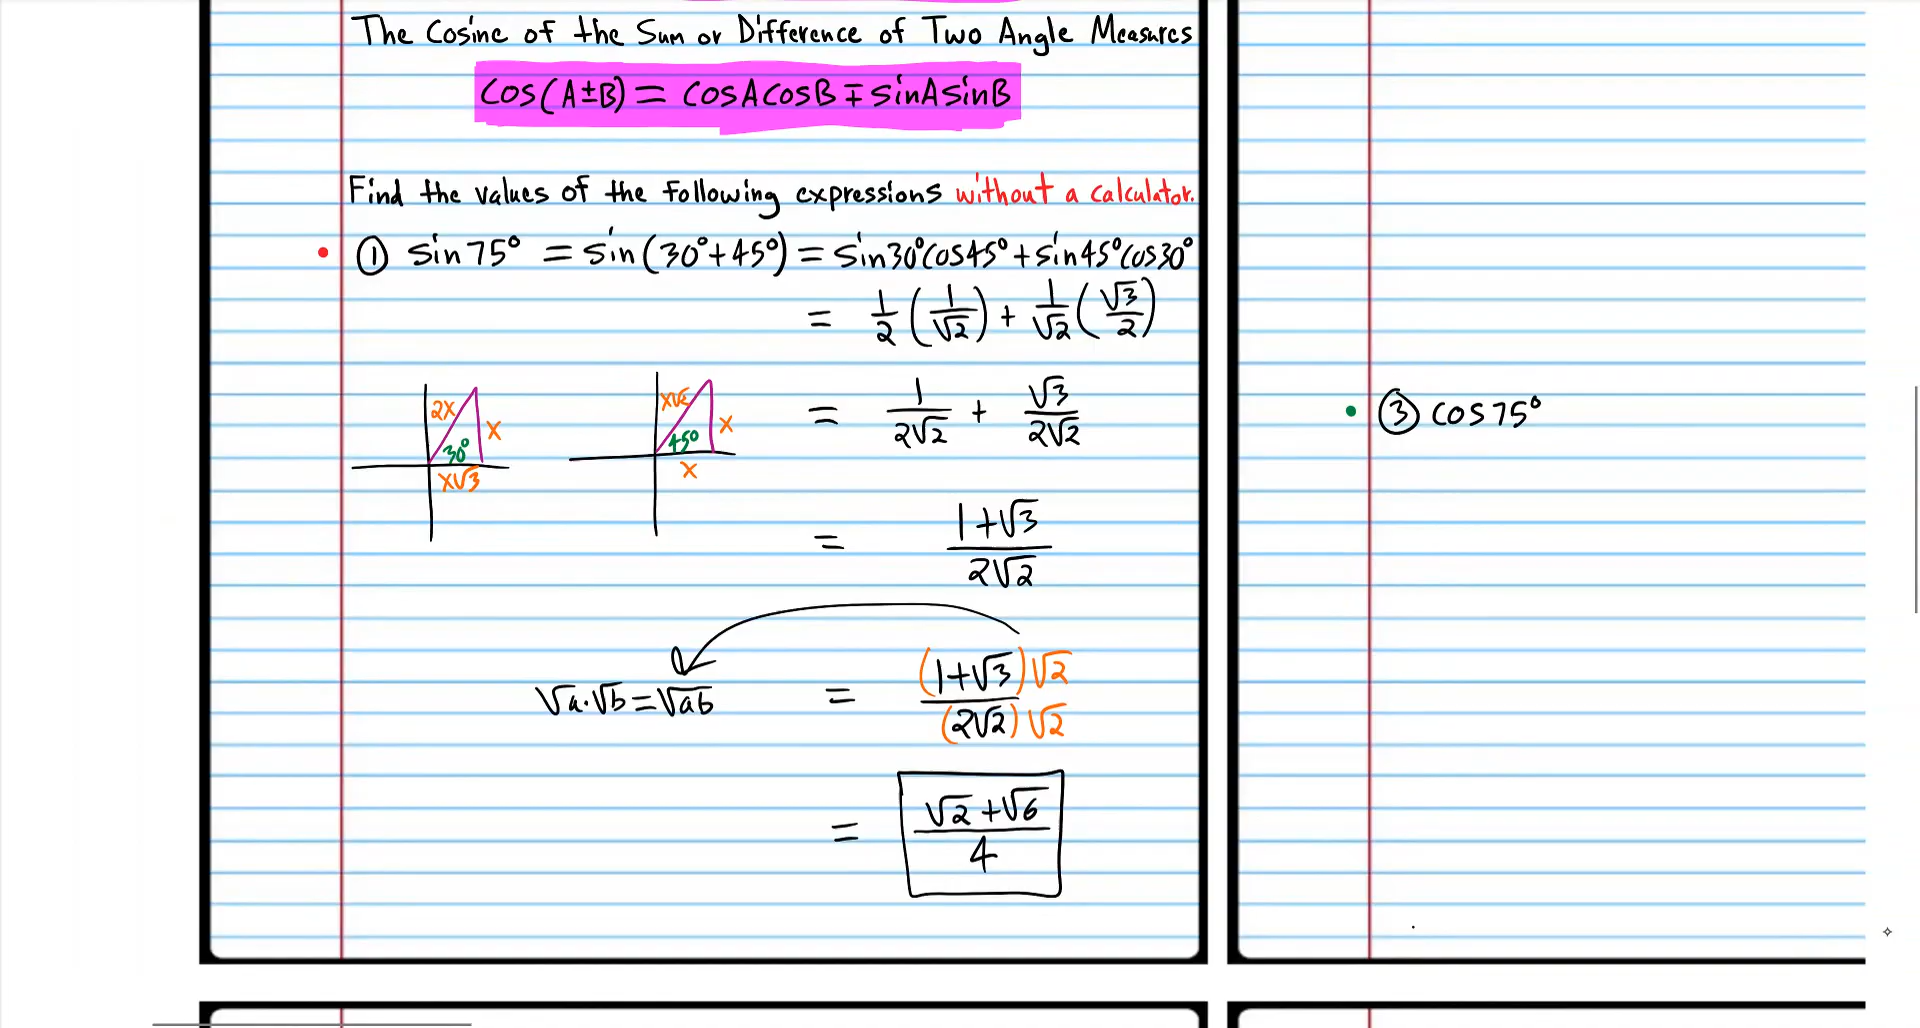 The Cosine of the Sum or Difference of Two Angle Measures
Cos(A±B) = CosACosB∓sinAsinB
Find the values of the following expressions without a calculator.
① sin75° = sin(30°+45°) = sin30°cos45°+sin45°cos30°
= 1/2 (1/√2) + 1/√2 (√3/2)
2x
x
30°
x√3
x√2
x
45°
x
= 1/2√2 + √3/2√2
= 1+√3/2√2
√a·√b=√ab
= (1+√3)√2/(2√2)√2
= √2+√6/4
③ cos75°